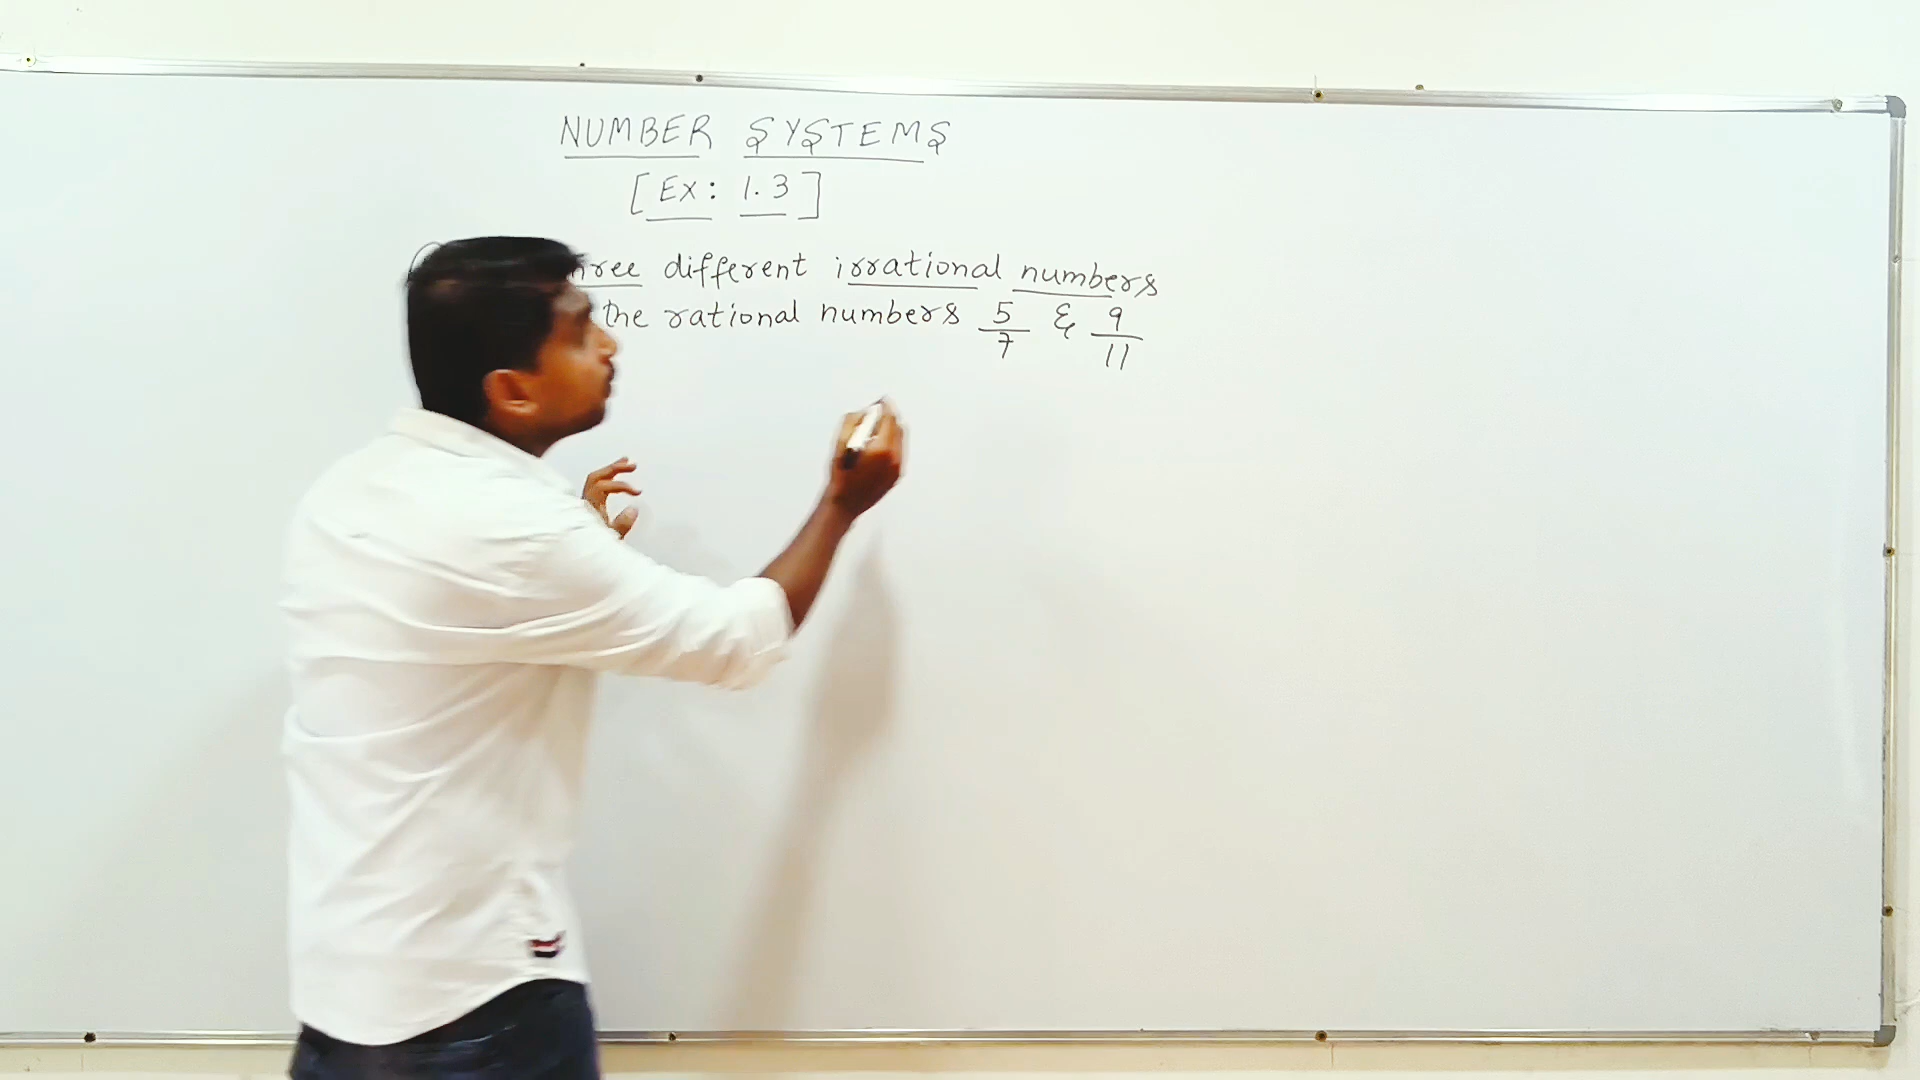 NUMBER SYSTEMS
[Ex: 1.3]
hree different irrational numbers
the rational numbers 5/7 & 9/11